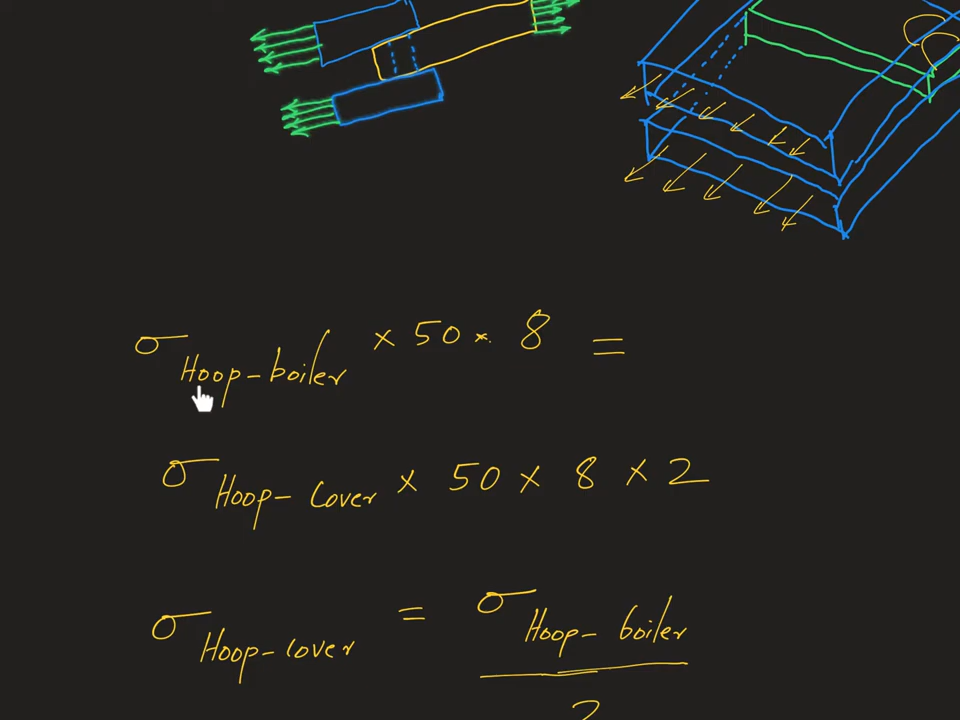 σ Hoop-boiler × 50 × 8 =
σ Hoop-cover × 50 × 8 × 2
σ Hoop-cover = σ Hoop-boiler
2